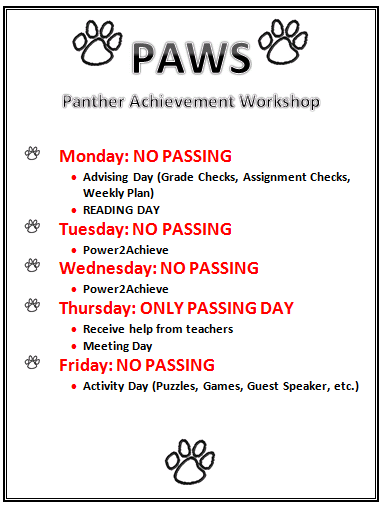 PAWS
Panther Achievement Workshop
Monday: NO PASSING
• Advising Day (Grade Checks, Assignment Checks,
Weekly Plan)
• READING DAY
Tuesday: NO PASSING
• Power2Achieve
Wednesday: NO PASSING
• Power2Achieve
Thursday: ONLY PASSING DAY
• Receive help from teachers
• Meeting Day
Friday: NO PASSING
• Activity Day (Puzzles, Games, Guest Speaker, etc.)